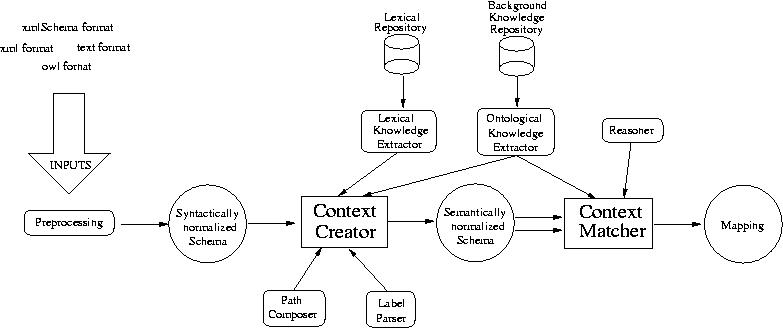 xmlSchema format
xml format text format
owl fomat
INPUTS
Preprocessing
Syntactically
normalized
Schema
Lexical
Repository
Lexical
Knowledge
Extractor
Background
Knowledge
Repository
Ontological
Knowledge
Extractor
Reasoner
Context
Creator
Semantically
normalized
Schema
Context
Matcher
Mapping
Path
Composer
Label
Parser